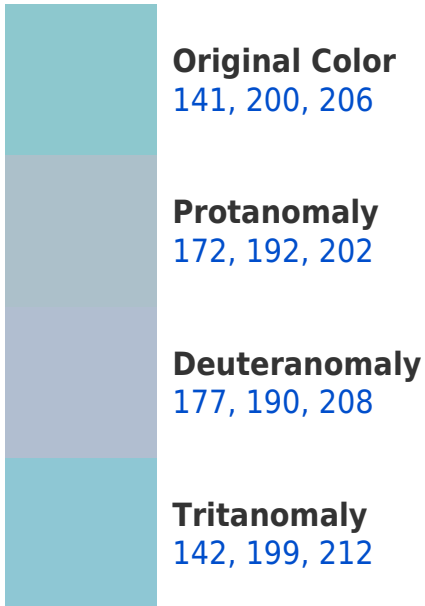 Original Color
141, 200, 206
Protanomaly
172, 192, 202
Deuteranomaly
177, 190, 208
Tritanomaly
142, 199, 212